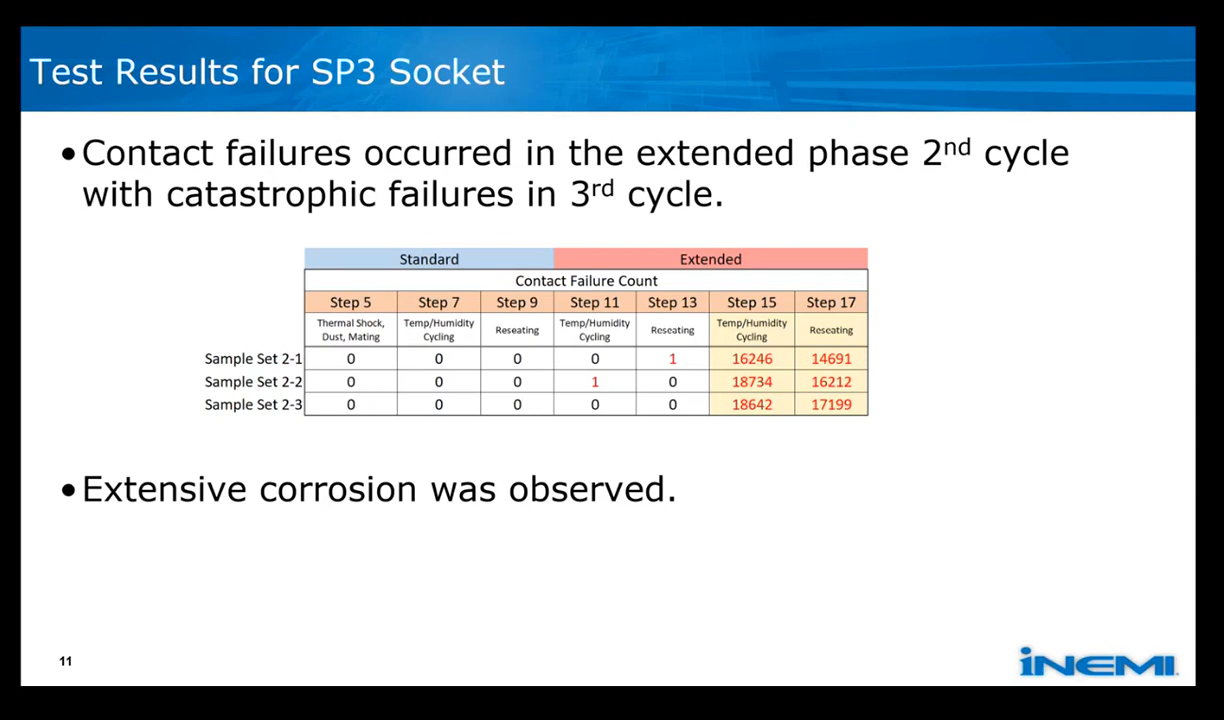 Test Results for SP3 Socket
•Contact failures occurred in the extended phase 2nd cycle
with catastrophic failures in 3rd cycle.
Standard Extended
Contact Failure Count
Step 5 Step 7 Step 9 Step 11 Step 13 Step 15 Step 17
Thermal Shock, Dust, Mating Temp/Humidity Cycling Reseating Temp/Humidity Cycling Reseating Temp/Humidity Cycling Reseating
Sample Set 2-1 0 0 0 0 1 16246 14691
Sample Set 2-2 0 0 0 1 0 18734 16212
Sample Set 2-3 0 0 0 0 0 18642 17199
•Extensive corrosion was observed.
11
iNEMI